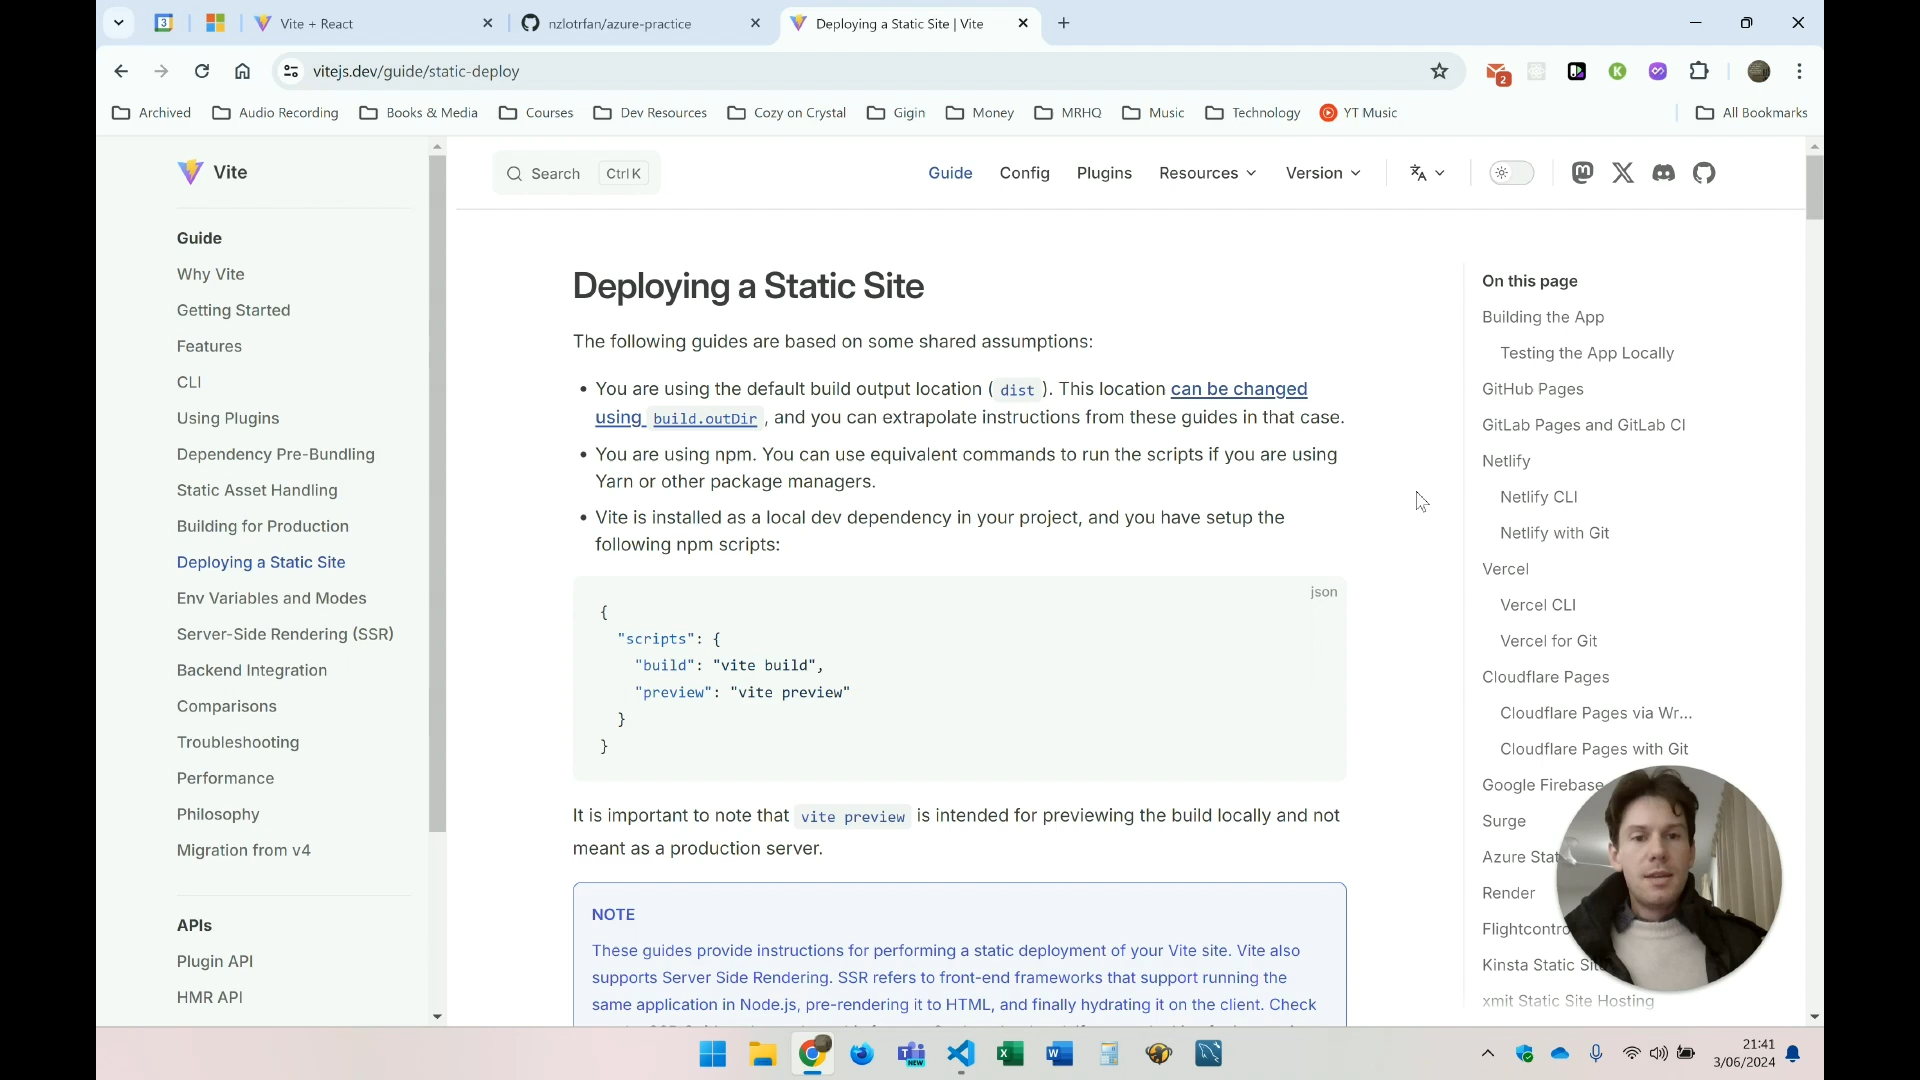 3
Vite + React
nzlotrfan/azure-practice
Deploying a Static Site | Vite
vitejs.dev/guide/static-deploy
2
K
Archived
Audio Recording
Books & Media
Courses
Dev Resources
Cozy on Crystal
Gigin
Money
MRHQ
Music
Technology
YT Music
All Bookmarks
Vite
Search
Ctrl K
Guide
Config
Plugins
Resources
Version
Guide
Why Vite
Getting Started
Features
CLI
Using Plugins
Dependency Pre-Bundling
Static Asset Handling
Building for Production
Deploying a Static Site
Env Variables and Modes
Server-Side Rendering (SSR)
Backend Integration
Comparisons
Troubleshooting
Performance
Philosophy
Migration from v4
APIs
Plugin API
HMR API
Deploying a Static Site
The following guides are based on some shared assumptions:
• You are using the default build output location ( dist ). This location can be changed
using build.outDir , and you can extrapolate instructions from these guides in that case.
• You are using npm. You can use equivalent commands to run the scripts if you are using
Yarn or other package managers.
• Vite is installed as a local dev dependency in your project, and you have setup the
following npm scripts:
json
{
"scripts": {
"build": "vite build",
"preview": "vite preview"
}
}
It is important to note that vite preview is intended for previewing the build locally and not
meant as a production server.
NOTE
These guides provide instructions for performing a static deployment of your Vite site. Vite also
supports Server Side Rendering. SSR refers to front-end frameworks that support running the
same application in Node.js, pre-rendering it to HTML, and finally hydrating it on the client. Check
On this page
Building the App
Testing the App Locally
GitHub Pages
GitLab Pages and GitLab CI
Netlify
Netlify CLI
Netlify with Git
Vercel
Vercel CLI
Vercel for Git
Cloudflare Pages
Cloudflare Pages via Wr...
Cloudflare Pages with Git
Google Firebase
Surge
Azure Stat
Render
Flightcontro
Kinsta Static Sit
xmit Static Site Hosting
NEW
21:41
3/06/2024